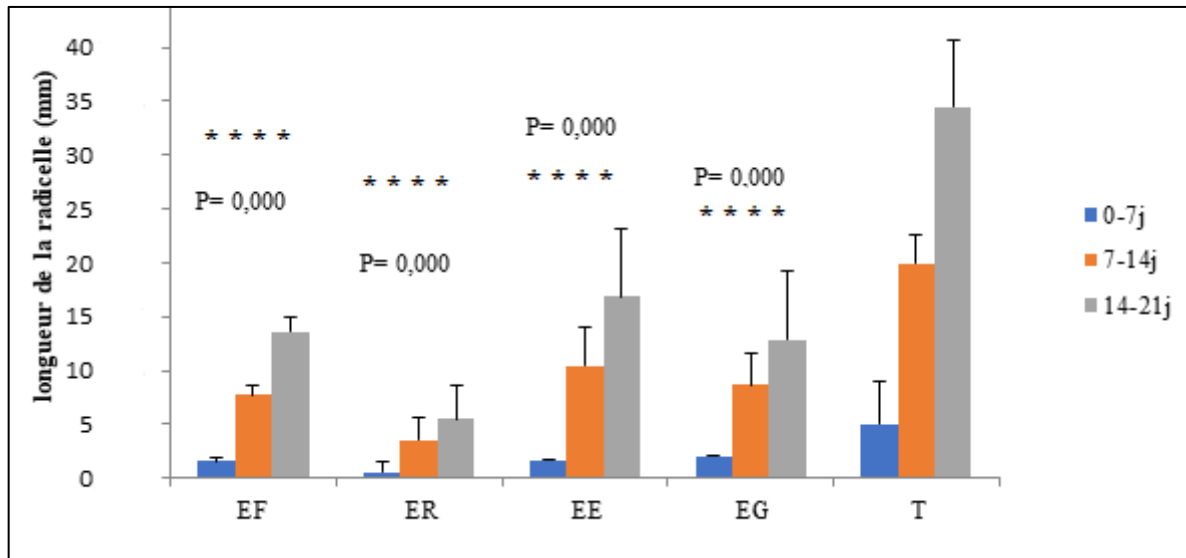 longueur de la radicelle (mm)
40
35
30
25
20
15
10
5
0
* * * *
P= 0,000
* * * *
P= 0,000
P= 0,000
* * * *
P= 0,000
* * * *
EF
ER
EE
EG
T
0-7j
7-14j
14-21j